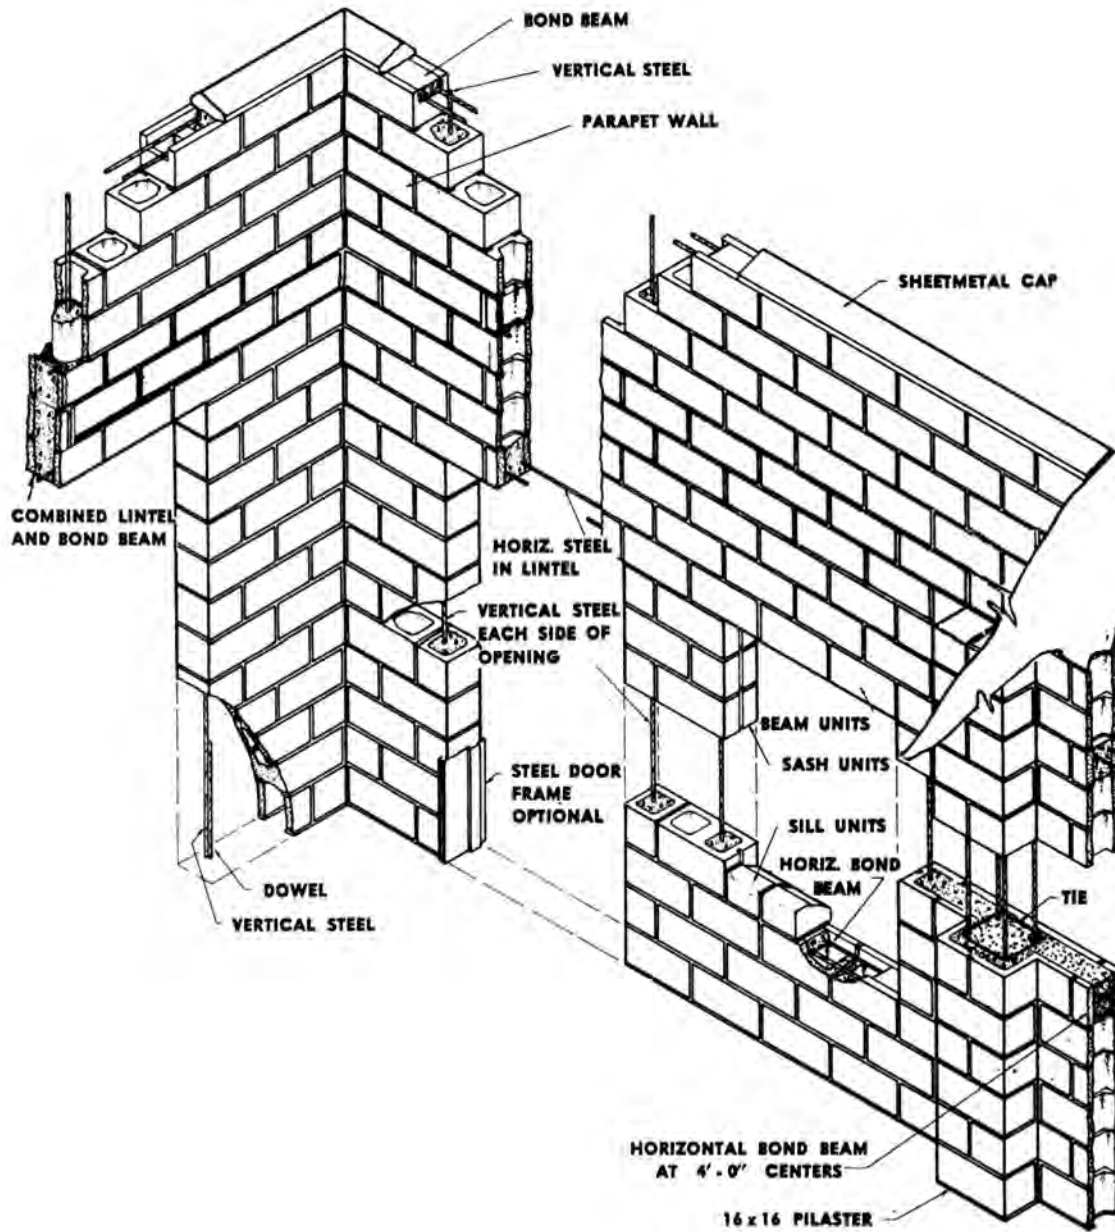 BOND BEAM
VERTICAL STEEL
PARAPET WALL
SHEETMETAL CAP
COMBINED LINTEL
AND BOND BEAM
HORIZ. STEEL
IN LINTEL
VERTICAL STEEL
EACH SIDE OF
OPENING
BEAM UNITS
SASH UNITS
STEEL DOOR
FRAME
OPTIONAL
SILL UNITS
HORIZ. BOND
BEAM
DOWEL
TIE
VERTICAL STEEL
HORIZONTAL BOND BEAM
AT 4'-0" CENTERS
16 x 16 PILASTER